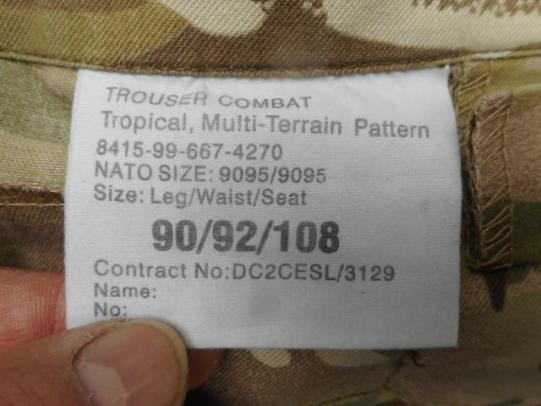 TROUSER COMBAT
Tropical, Multi-Terrain Pattern
8415-99-667-4270
NATO SIZE: 9095/9095
Size: Leg/Waist/Seat
90/92/108
Contract No:DC2CESL/3129
Name:
No: